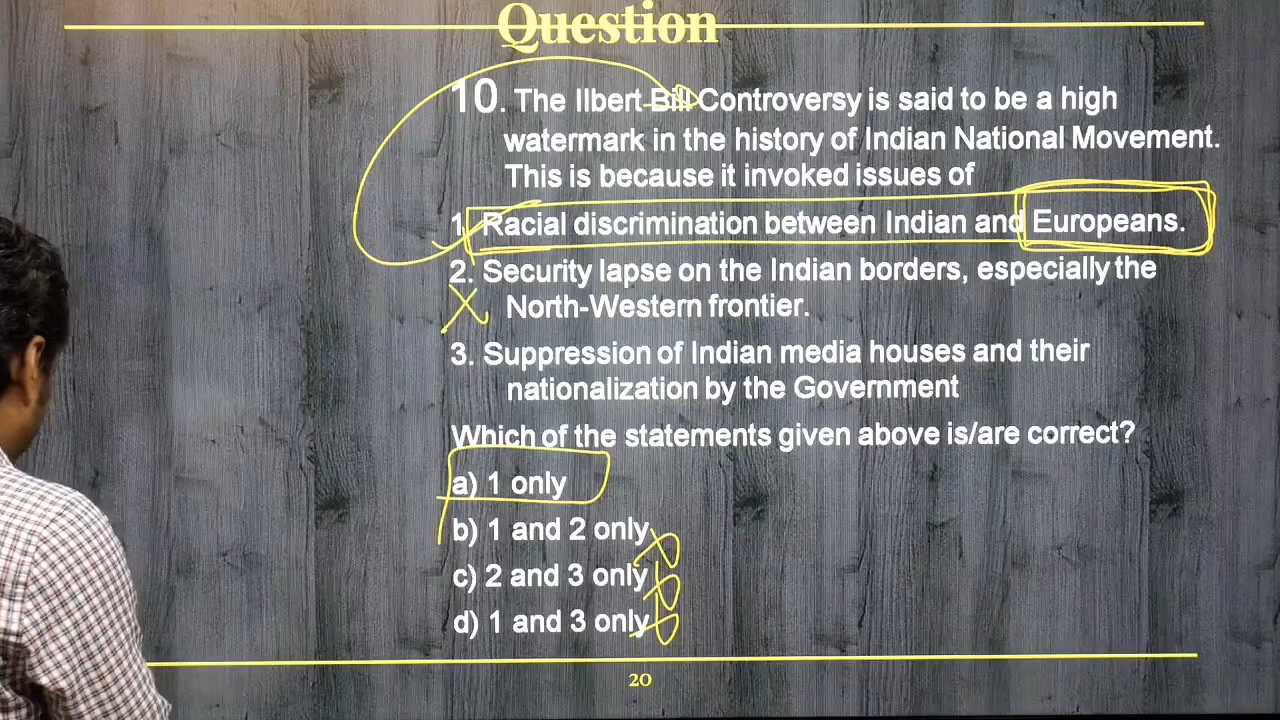 Question
10. The Ilbert Bill Controversy is said to be a high
watermark in the history of Indian National Movement.
This is because it invoked issues of
1. Racial discrimination between Indian and Europeans.
2. Security lapse on the Indian borders, especially the
North-Western frontier.
3. Suppression of Indian media houses and their
nationalization by the Government
Which of the statements given above is/are correct?
a) 1 only
b) 1 and 2 only
c) 2 and 3 only
d) 1 and 3 only
20